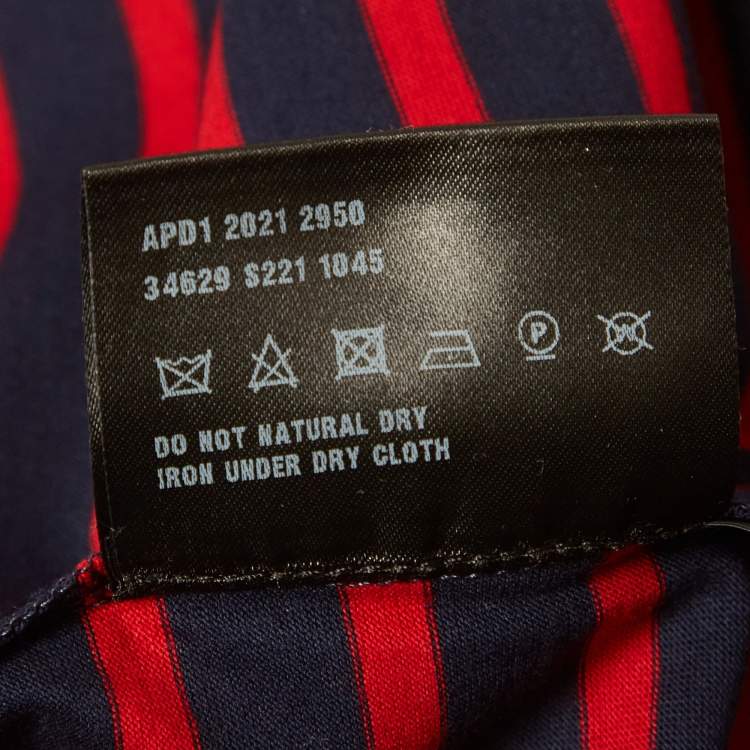 APD1 2021 2950
34629 S221 1045
P W
DO NOT NATURAL DRY
IRON UNDER DRY CLOTH